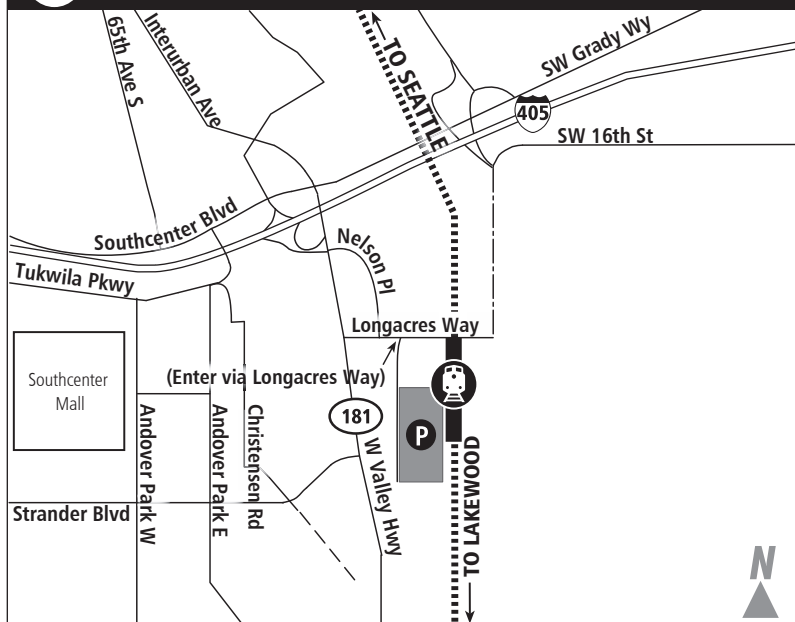 65th Ave S
Interurban Ave
TO SEATTLE
SW Grady Wy
405
SW 16th St
Southcenter Blvd
Nelson Pl
Tukwila Pkwy
Longacres Way
(Enter via Longacres Way)
Southcenter
Mall
181
P
Andover Park W
Andover Park E
Christensen Rd
W Valley Hwy
TO LAKEWOOD
Strander Blvd
N